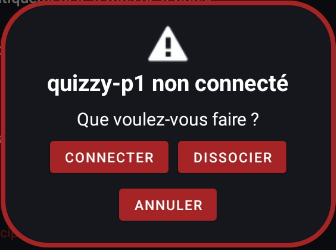 quizzy-p1 non connecté
Que voulez-vous faire ?
CONNECTER DISSOCIER
ANNULER